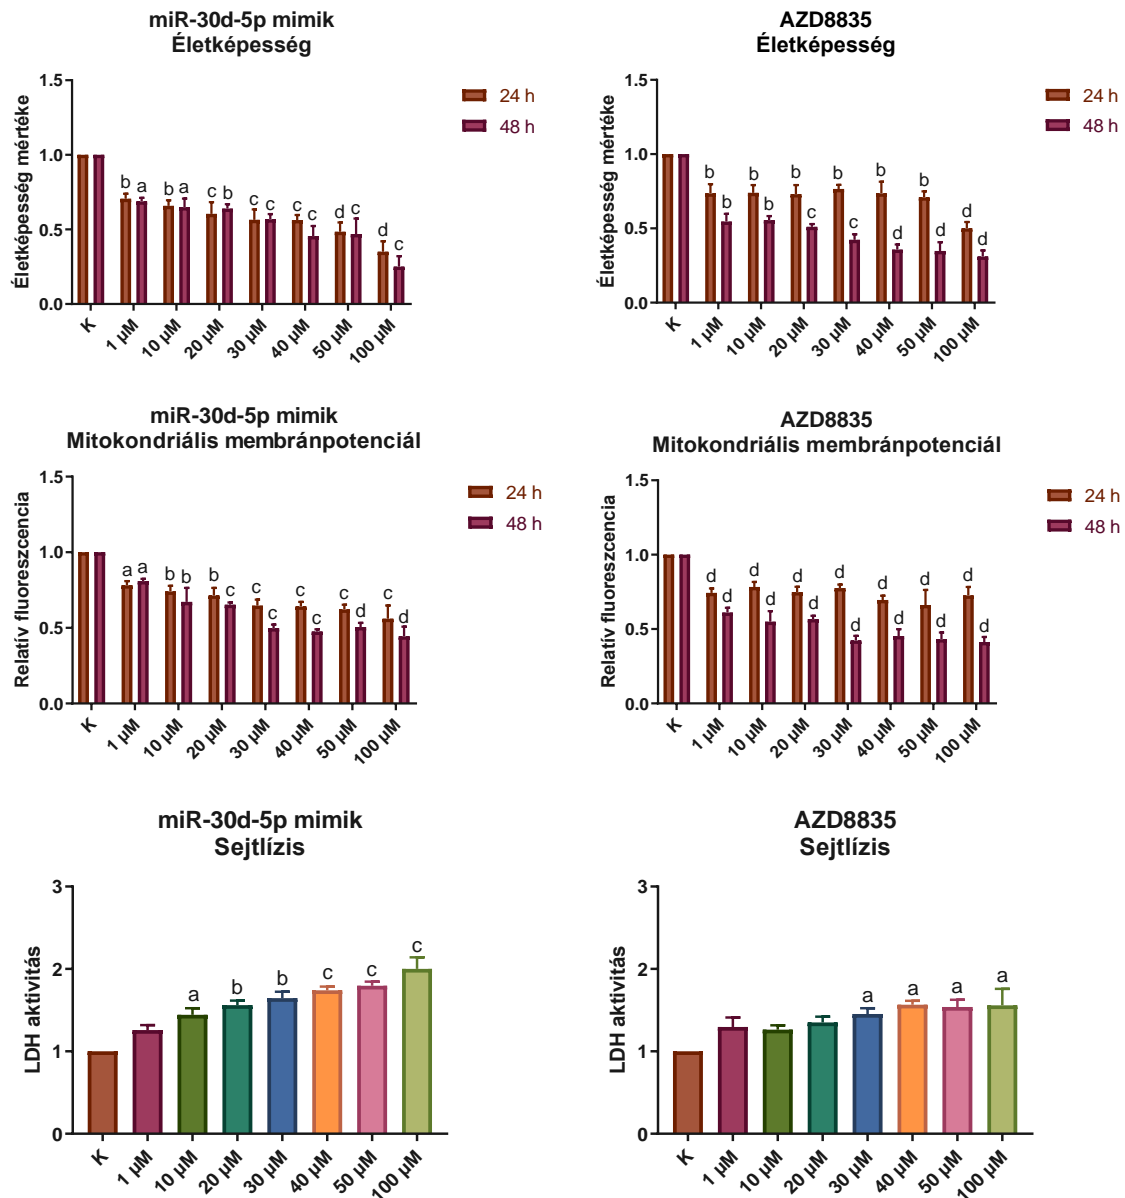 miR-30d-5p mimik
Életképesség
Életképesség mértéke
1.5
1.0
0.5
0.0
b a b a c b c c c c d c d c
K 1 µM 10 µM 20 µM 30 µM 40 µM 50 µM 100 µM
24 h
48 h
AZD8835
Életképesség
Életképesség mértéke
1.5
1.0
0.5
0.0
b b b b b c b d b d b d d d
K 1 µM 10 µM 20 µM 30 µM 40 µM 50 µM 100 µM
24 h
48 h
miR-30d-5p mimik
Mitokondriális membránpotenciál
Relatív fluoreszcencia
1.5
1.0
0.5
0.0
a a b b b c c c c c c d c d
K 1 µM 10 µM 20 µM 30 µM 40 µM 50 µM 100 µM
24 h
48 h
AZD8835
Mitokondriális membránpotenciál
Relatív fluoreszcencia
1.5
1.0
0.5
0.0
d d d d d d d d d d d d d d
K 1 µM 10 µM 20 µM 30 µM 40 µM 50 µM 100 µM
24 h
48 h
miR-30d-5p mimik
Sejtlízis
LDH aktivitás
3
2
1
0
a b b c c c
K 1 µM 10 µM 20 µM 30 µM 40 µM 50 µM 100 µM
AZD8835
Sejtlízis
LDH aktivitás
3
2
1
0
a a a a
K 1 µM 10 µM 20 µM 30 µM 40 µM 50 µM 100 µM